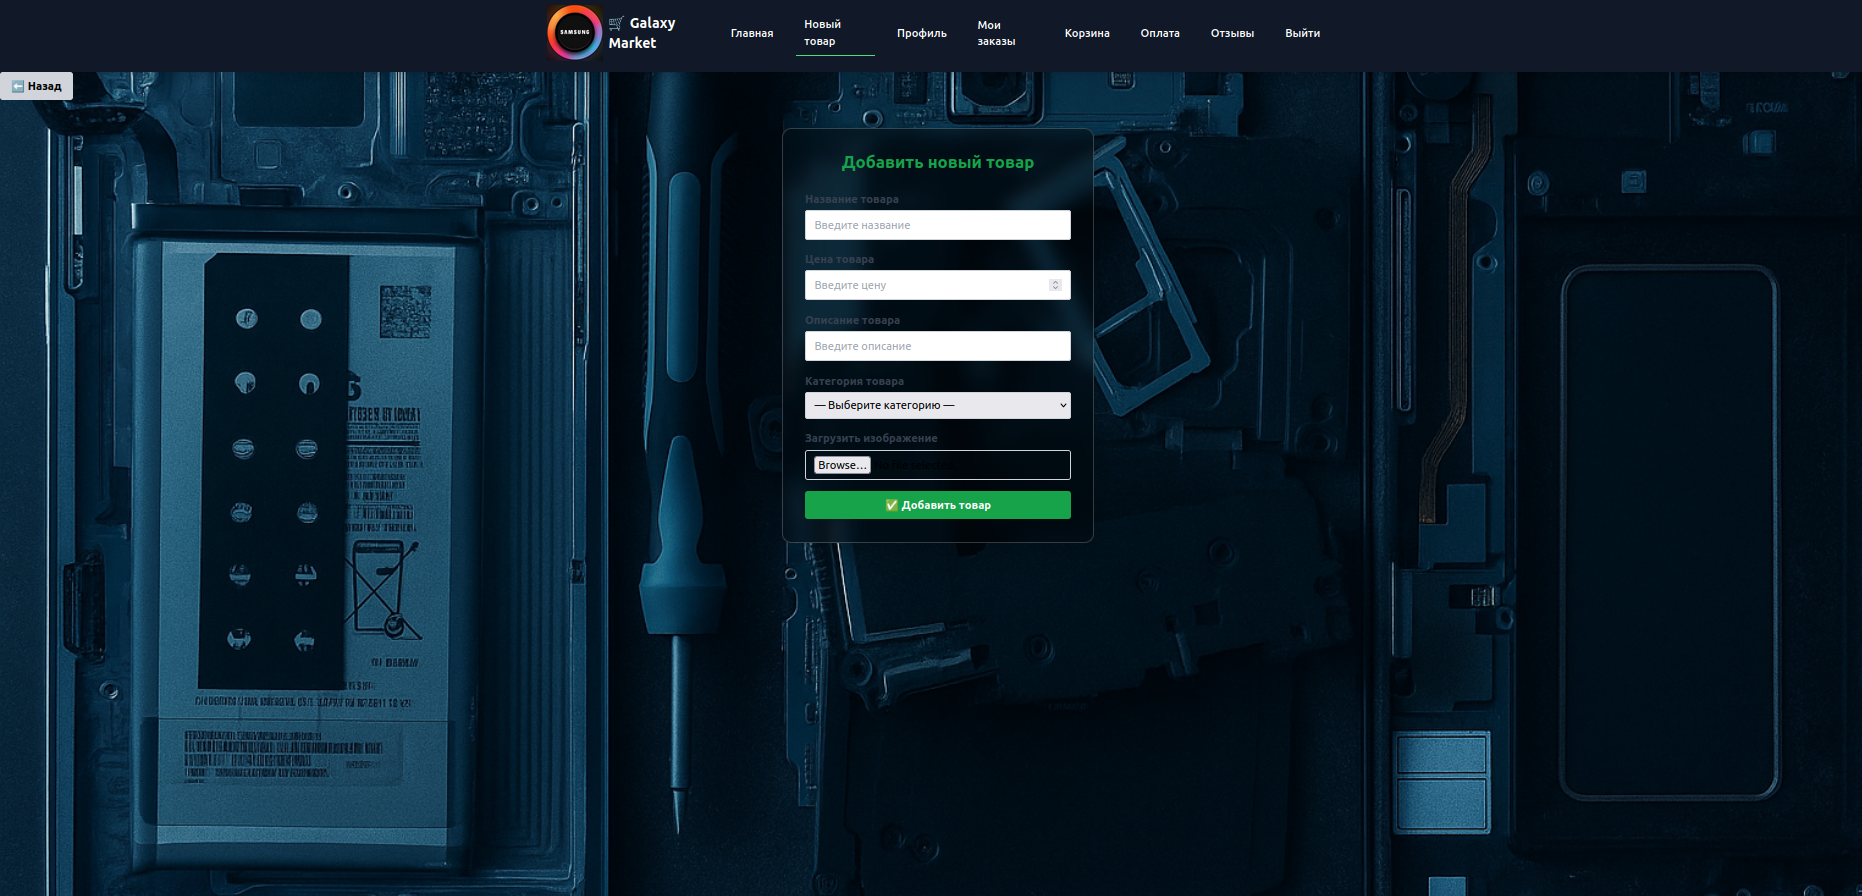 SAMSUNG
🛒 Galaxy
Market
Главная
Новый
товар
Профиль
Мои
заказы
Корзина
Оплата
Отзывы
Выйти
⬅️ Назад
Добавить новый товар
Название товара
Введите название
Цена товара
Введите цену
Описание товара
Введите описание
Категория товара
— Выберите категорию —
Загрузить изображение
Browse... No file selected.
✅ Добавить товар